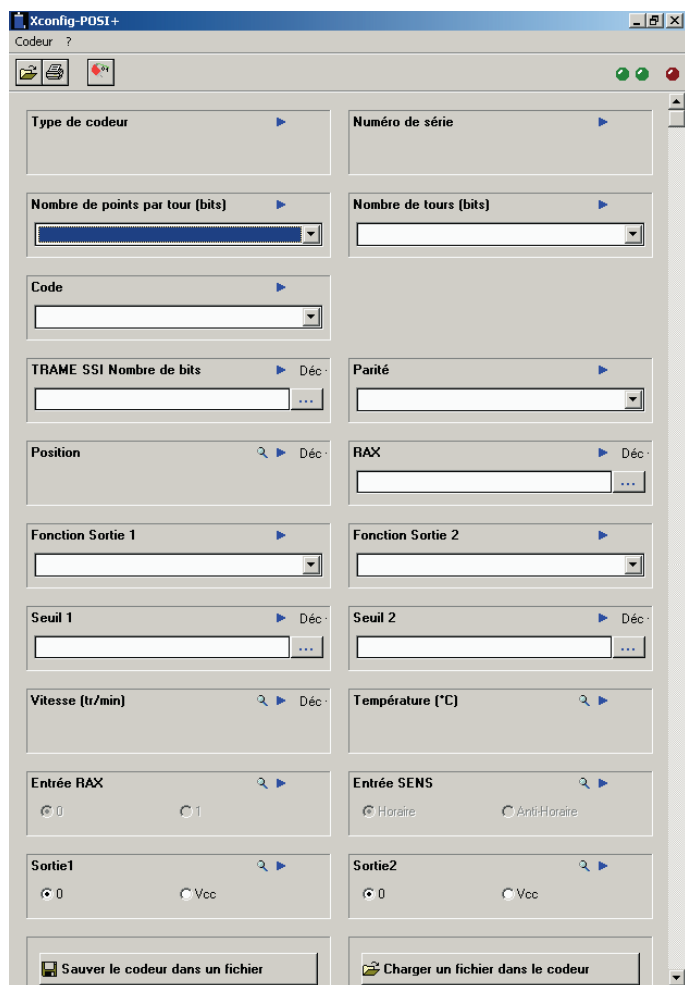 Xconfig-POSI+
Codeur ?
Type de codeur
Numéro de série
Nombre de points par tour (bits)
Nombre de tours (bits)
Code
TRAME SSI Nombre de bits Déc
...
Parité
Position Déc
RAX Déc
...
Fonction Sortie 1
Fonction Sortie 2
Seuil 1 Déc
...
Seuil 2 Déc
...
Vitesse (tr/min) Déc
Température (°C)
Entrée RAX
0 1
Entrée SENS
Horaire Anti-Horaire
Sortie1
0 Vcc
Sortie2
0 Vcc
Sauver le codeur dans un fichier
Charger un fichier dans le codeur